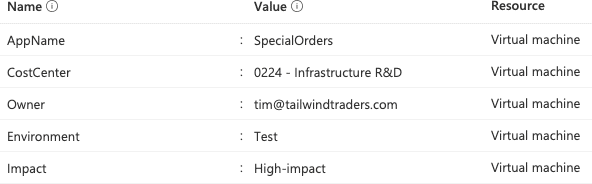 Name Value Resource
AppName : SpecialOrders Virtual machine
CostCenter : 0224 - Infrastructure R&D Virtual machine
Owner : tim@tailwindtraders.com Virtual machine
Environment : Test Virtual machine
Impact : High-impact Virtual machine